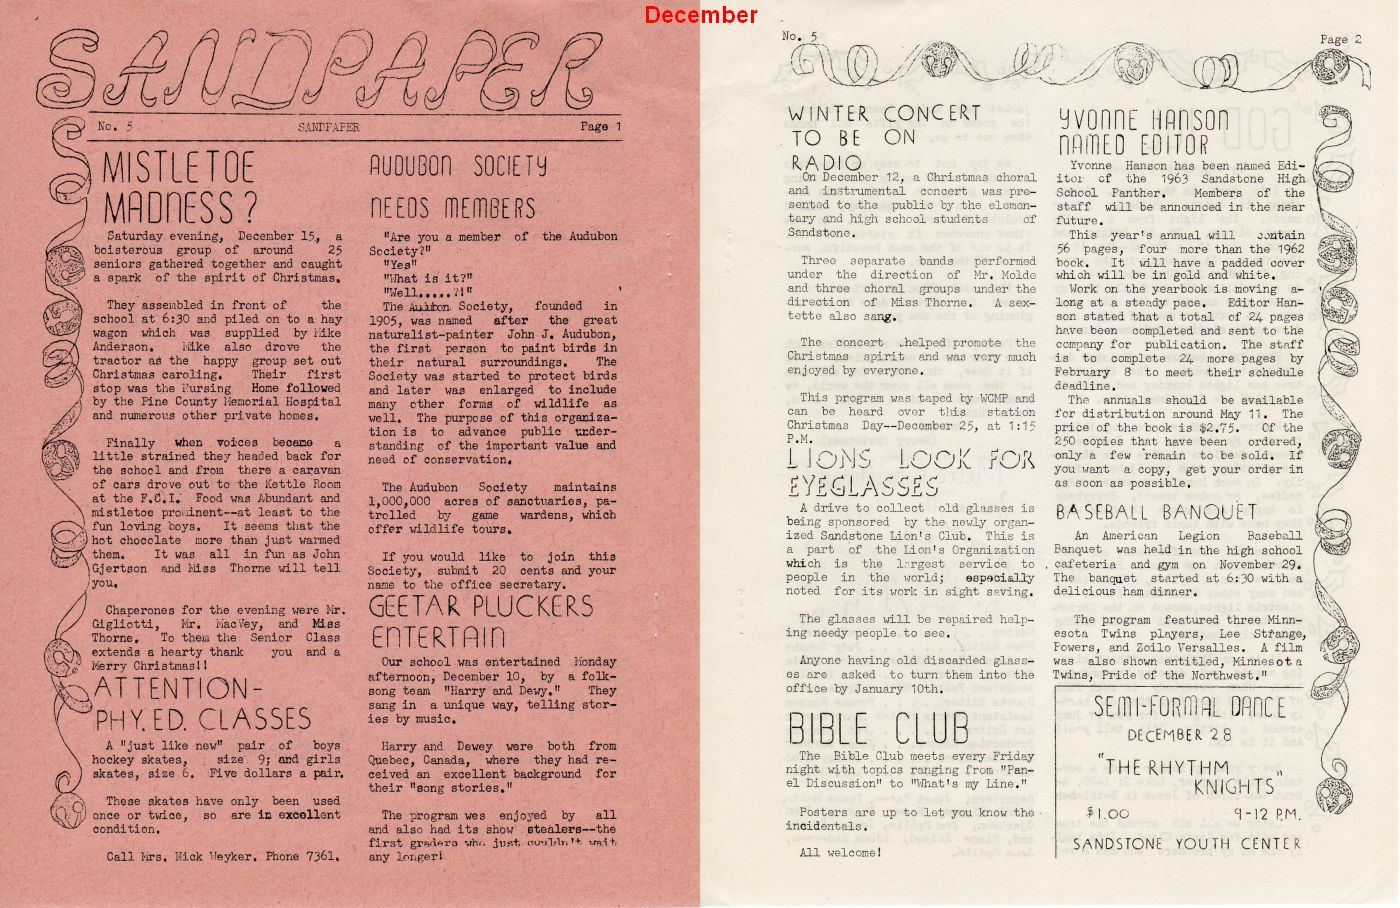 December
SANDPAPER
No. 5 SANDPAPER Page 1
MISTLETOE
MADNESS?
Saturday evening, December 15, a
boisterous group of around 25
seniors gathered together and caught
a spark of the spirit of Christmas.
They assembled in front of the
school at 6:30 and piled on to a hay
wagon which was supplied by Mike
Anderson. Mike also drove the
tractor as the happy group set out
Christmas caroling. Their first
stop was the Nursing Home followed
by the Pine County Memorial Hospital
and numerous other private homes.
Finally when voices became a
little strained they headed back for
the school and from there a caravan
of cars drove out to the Kettle Room
at the F.C.I. Food was Abundant and
mistletoe prominent--at least to the
fun loving boys. It seems that the
hot chocolate more than just warmed
them. It was all in fun as John
Gjertson and Miss Thorne will tell
you.
Chaperones for the evening were Mr.
Gigliotti, Mr. MacVey, and Miss
Thorne. To them the Senior Class
extends a hearty thank you and a
Merry Christmas!!
ATTENTION-
PHY. ED. CLASSES
A "just like new" pair of boys
hockey skates, size 9; and girls
skates, size 6. Five dollars a pair.
These skates have only been used
once or twice, so are in excellent
condition.
Call Mrs. Nick Weyker. Phone 7361.
AUDUBON SOCIETY
NEEDS MEMBERS
"Are you a member of the Audubon
Society?"
"Yes"
"What is it?"
"Well.....?!"
The Audubon Society, founded in
1905, was named after the great
naturalist-painter John J. Audubon,
the first person to paint birds in
their natural surroundings. The
Society was started to protect birds
and later was enlarged to include
many other forms of wildlife as
well. The purpose of this organiza-
tion is to advance public under-
standing of the important value and
need of conservation.
The Audubon Society maintains
1,000,000 acres of sanctuaries, pa-
trolled by game wardens, which
offer wildlife tours.
If you would like to join this
Society, submit 20 cents and your
name to the office secretary.
GEETAR PLUCKERS
ENTERTAIN
Our school was entertained Monday
afternoon, December 10, by a folk-
song team "Harry and Dewy." They
sang in a unique way, telling stor-
ies by music.
Harry and Dewey were both from
Quebec, Canada, where they had re-
ceived an excellent background for
their "song stories."
The program wes enjoyed by all
and also had its show stealers--the
first graders who just couldn't wait
any longer!
No. 5 Page 2
WINTER CONCERT
TO BE ON
RADIO
On December 12, a Christmas choral
and instrumental concert was pre-
sented to the public by the elemen-
tary and high school students of
Sandstone.
Three separate bands performed
under the direction of Mr. Molde
and three choral groups under the
direction of Miss Thorne. A sex-
tette also sang.
The concert helped promote the
Christmas spirit and was very much
enjoyed by everyone.
This program was taped by WCMP and
can be heard over this station
Christmas Day--December 25, at 1:15
P.M.
LIONS LOOK FOR
EYEGLASSES
A drive to collect old glasses is
being sponsored by the newly organ-
ized Sandstone Lion's Club. This is
a part of the Lion's Organization
which is the largest service to
people in the world; especially
noted for its work in sight saving.
The glasses will be repaired help-
ing needy people to see.
Anyone having old discarded glass-
es are asked to turn them into the
office by January 10th.
BIBLE CLUB
The Bible Club meets every Friday
night with topics ranging from "Pan-
el Discussion" to "What's my Line."
Posters are up to let you know the
incidentals.
All welcome!
YVONNE HANSON
NAMED EDITOR
Yvonne Hanson has been named Edi-
itor of the 1963 Sandstone High
School Panther. Members of the
staff will be announced in the near
future.
This year's annual will contain
56 pages, four more than the 1962
book. It will have a padded cover
which will be in gold and white.
Work on the yearbook is moving a-
long at a steady pace. Editor Han-
son stated that a total of 24 pages
have been completed and sent to the
company for publication. The staff
is to complete 24 more pages by
February 8 to meet their schedule
deadline.
The annuals should be available
for distribution around May 11. The
price of the book is $2.75. Of the
250 copies that have been ordered,
only a few remain to be sold. If
you want a copy, get your order in
as soon as possible.
BASEBALL BANQUET
An American Legion Baseball
Banquet was held in the high school
cafeteria and gym on November 29.
The banquet started at 6:30 with a
delicious ham dinner.
The program featured three Minn-
esota Twins players, Lee Strange,
Powers, and Zoilo Versalles. A film
was also shown entitled, Minnesota
Twins, Pride of the Northwest."
SEMI-FORMAL DANCE
DECEMBER 28
"THE RHYTHM
KNIGHTS"
$1.00 9-12 P.M.
SANDSTONE YOUTH CENTER